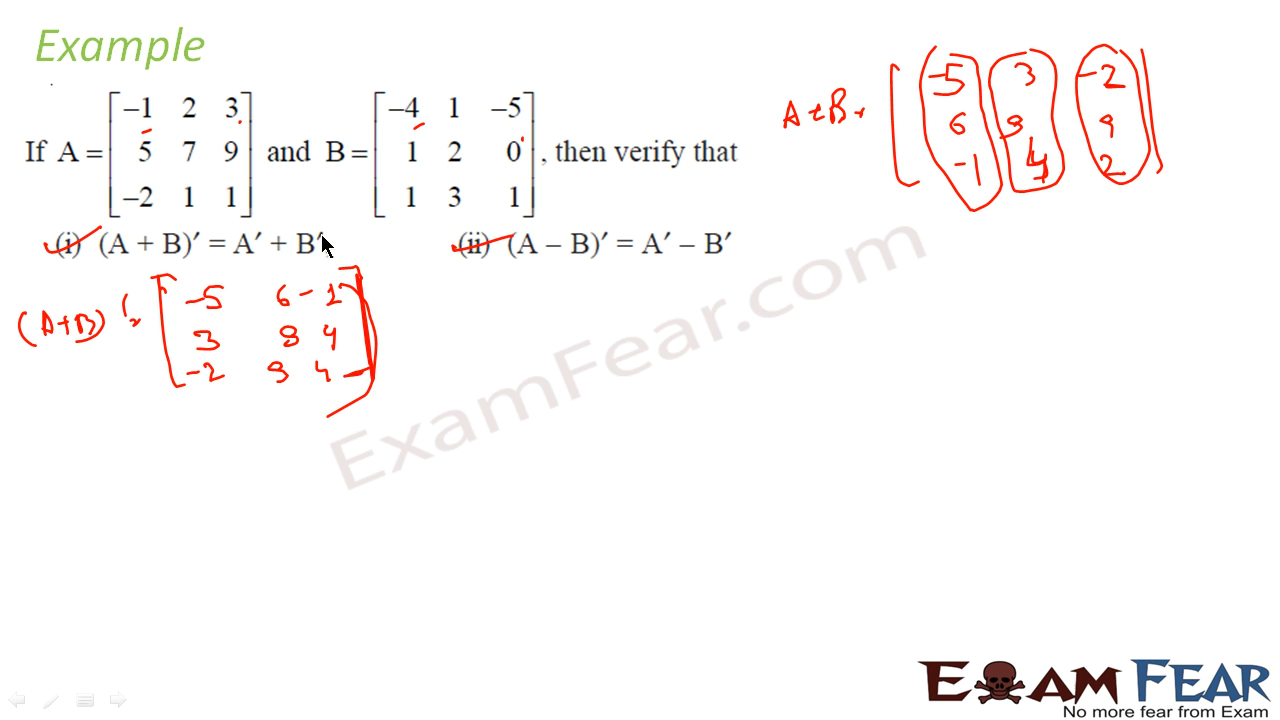 Example
If A = [ −1 2 3 ; 5 7 9 ; −2 1 1 ] and B = [ −4 1 −5 ; 1 2 0 ; 1 3 1 ], then verify that
(i) (A + B)′ = A′ + B′ (ii) (A – B)′ = A′ – B′
A+B =
-5 3 -2
6 9 9
-1 4 2
(A+B)' =
-5 6 -1
3 9 4
-2 9
ExamFear.com
EXAM FEAR
No more fear from Exam